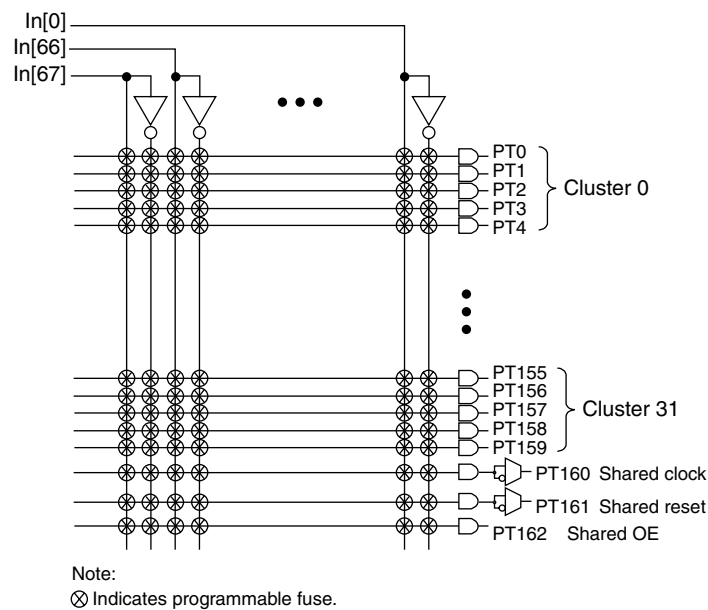 In[0]
In[66]
In[67]
PT0
PT1
PT2
PT3
PT4
Cluster 0
PT155
PT156
PT157
PT158
PT159
Cluster 31
PT160 Shared clock
PT161 Shared reset
PT162 Shared OE
Note:
Indicates programmable fuse.